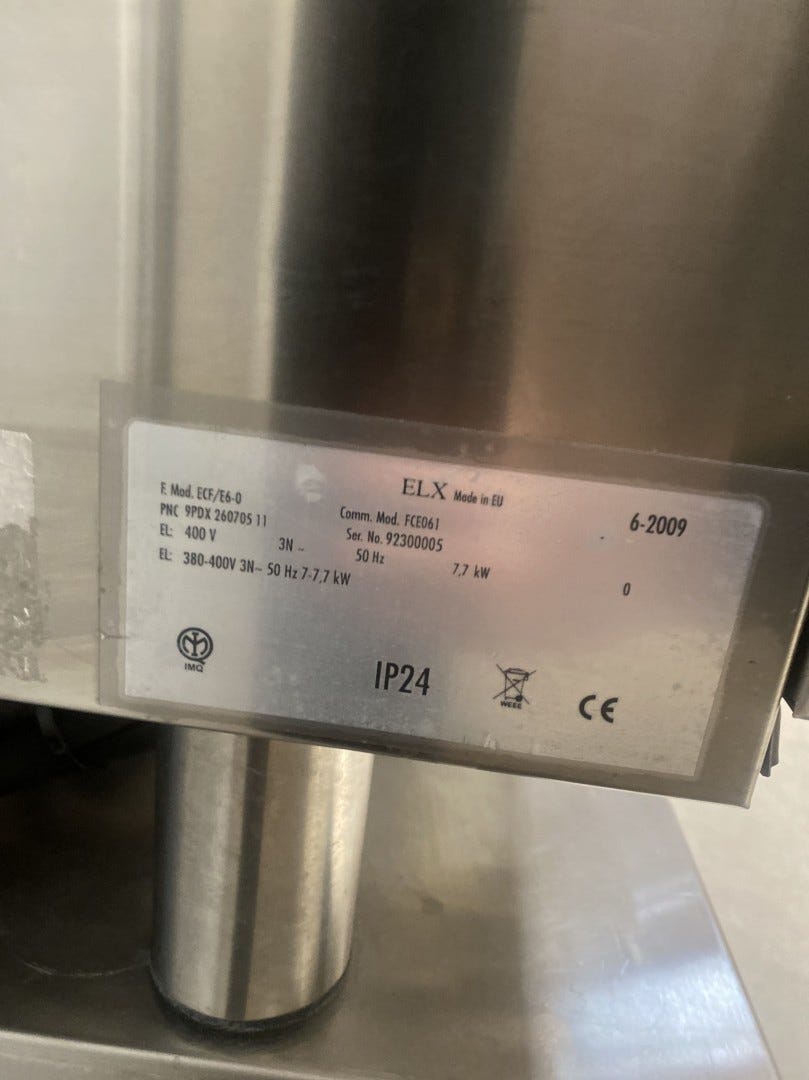 ELX Made in EU
6-2009
F. Mod. ECF/E6-0
Comm. Mod. FCE061
PNC 9PDX 260705 11
Ser. No. 92300005
EL: 400 V 3N ~ 50 Hz 7,7 kW 0
EL: 380-400V 3N~ 50 Hz 7-7,7 kW
IMQ
IP24
WEEE
CE